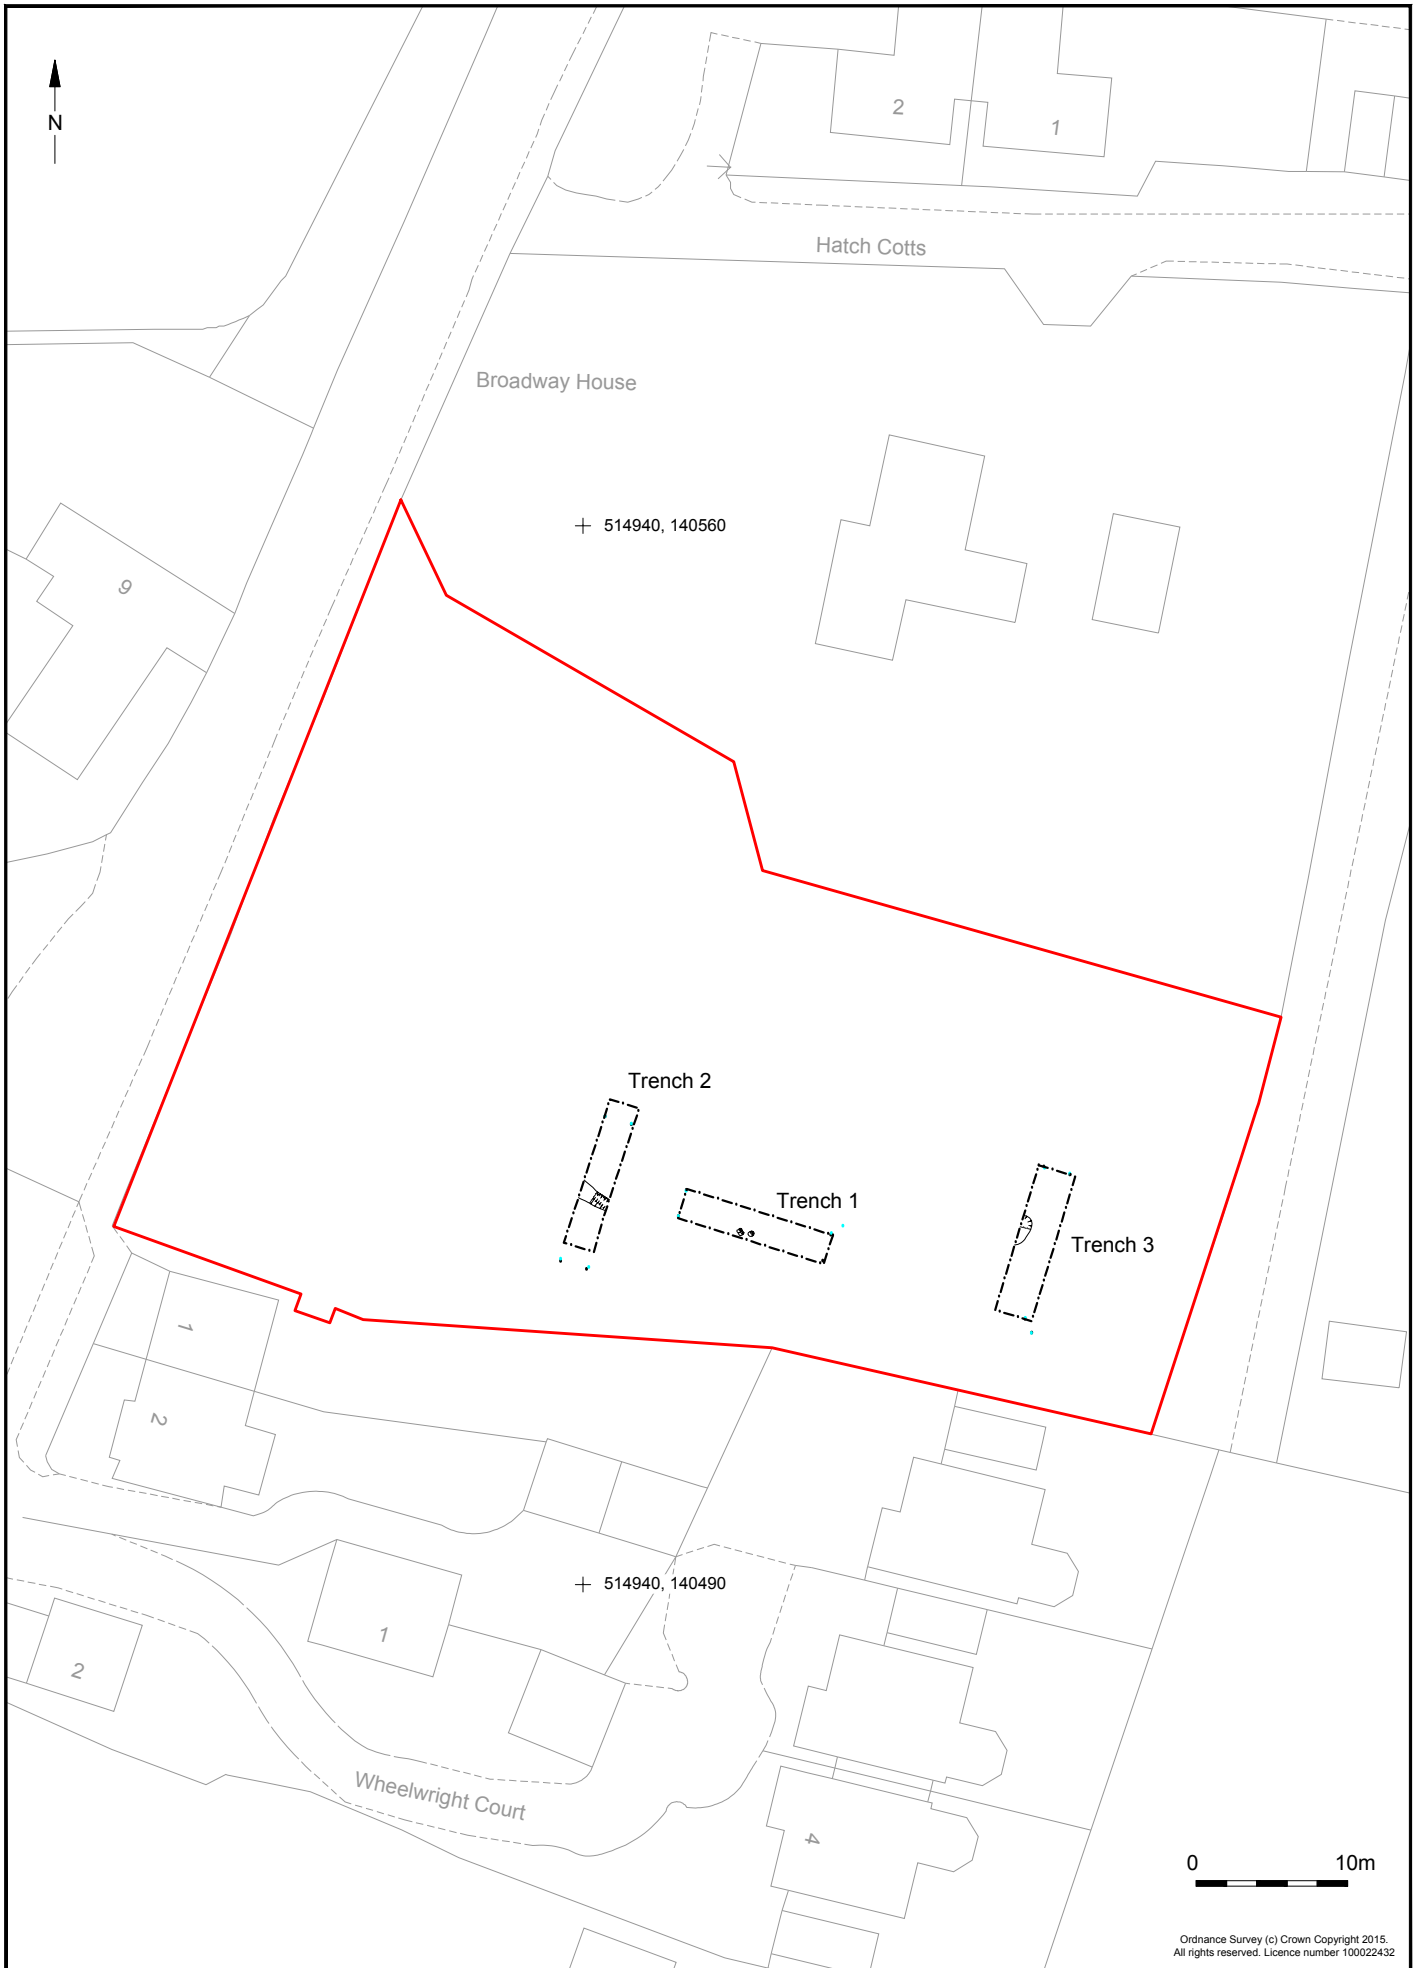 N
2
1
Hatch Cotts
Broadway House
514940, 140560
9
Trench 2
Trench 1
Trench 3
1
2
514940, 140490
1
2
Wheelwright Court
4
0 10m
Ordnance Survey (c) Crown Copyright 2015.
All rights reserved. Licence number 100022432